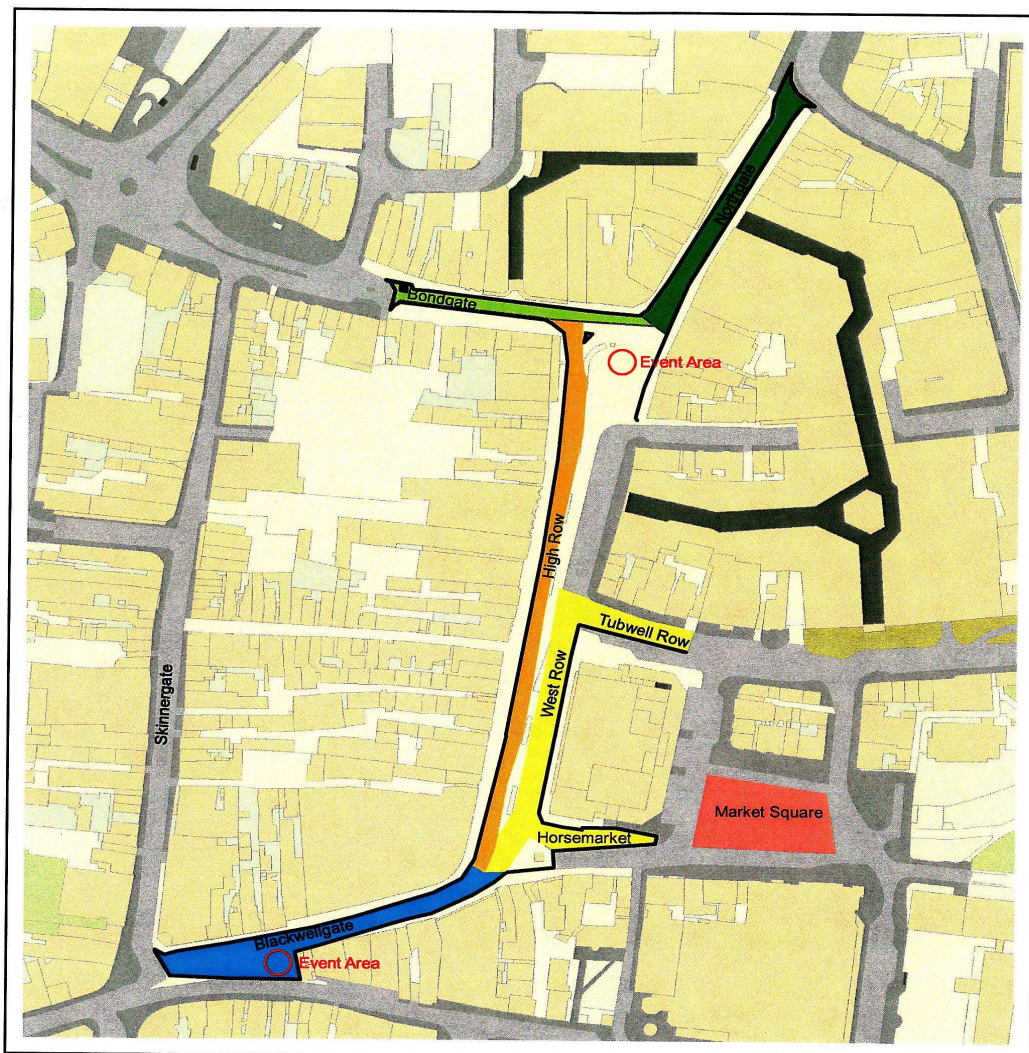 Northgate
Bondgate
Event Area
High Row
Tubwell Row
West Row
Skinnergate
Market Square
Horsemarket
Blackwellgate
Event Area